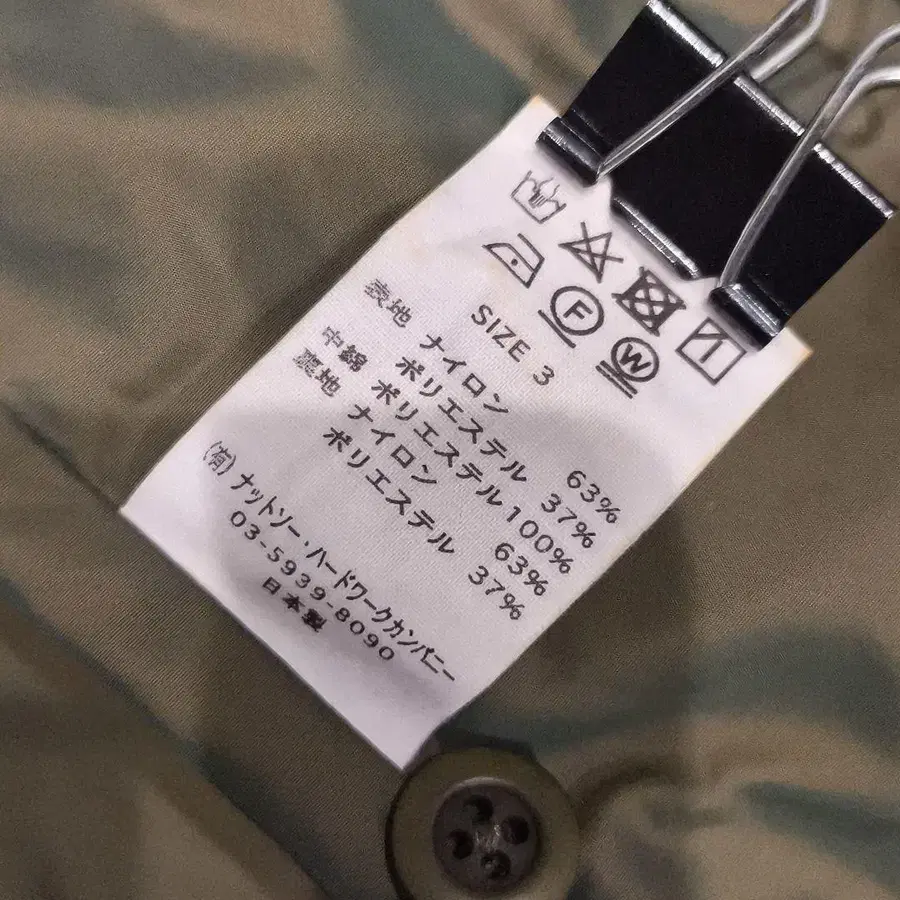 F
W
SIZE 3
表地 ナイロン 63%
ポリエステル 37%
中綿 ポリエステル100%
裏地 ナイロン 63%
ポリエステル 37%
(有)ナットソー・ハードワークカンパニー
03-5939-8090
日本製